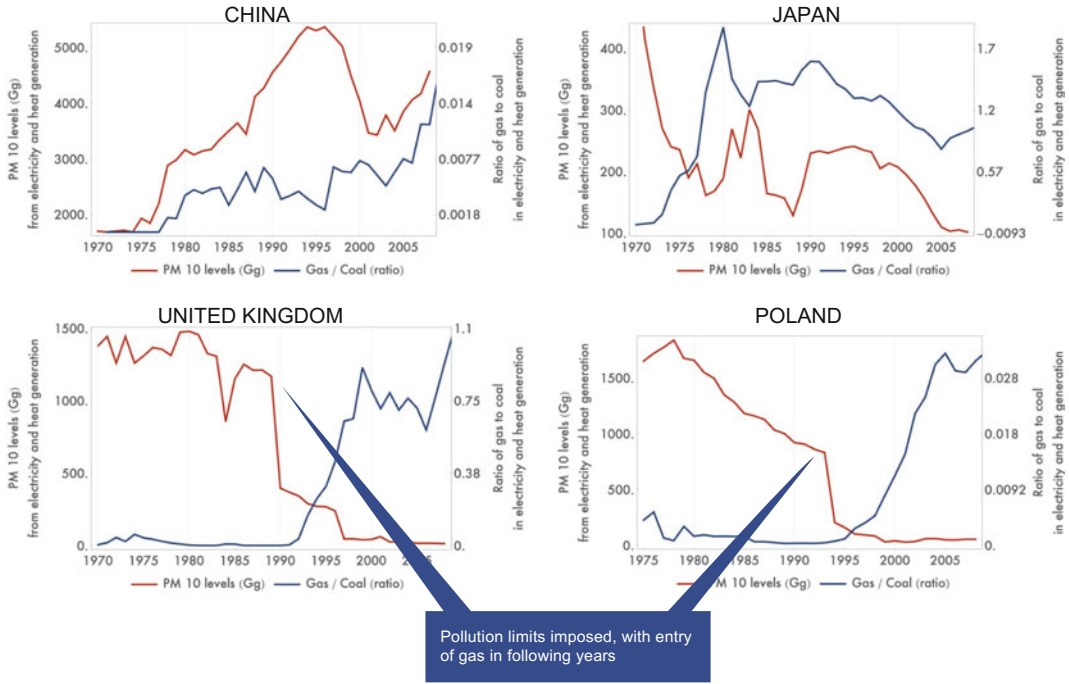 CHINA
PM 10 levels (Gg)
from electricity and heat generation
5000.
4000.
3000.
2000.
0.019
0.014
0.0077
0.0018
Ratio of gas to coal
in electricity and heat generation
1970 1975 1980 1985 1990 1995 2000 2005
PM 10 levels (Gg) Gas / Coal (ratio)
JAPAN
PM 10 levels (Gg)
from electricity and heat generation
400.
300.
200.
100.
1.7
1.2
0.57
−0.0093
Ratio of gas to coal
in electricity and heat generation
1970 1975 1980 1985 1990 1995 2000 2005
PM 10 levels (Gg) Gas / Coal (ratio)
UNITED KINGDOM
PM 10 levels (Gg)
from electricity and heat generation
1500.
1000.
500.
0.
1.1
0.75
0.38
0.
Ratio of gas to coal
in electricity and heat generation
1970 1975 1980 1985 1990 1995 2000
PM 10 levels (Gg) Gas / Coal (ratio)
POLAND
PM 10 levels (Gg)
from electricity and heat generation
1500.
1000.
500.
0.
0.028
0.018
0.0092
0.
Ratio of gas to coal
in electricity and heat generation
1975 1980 1985 1990 1995 2000 2005
PM 10 levels (Gg) Gas / Coal (ratio)
Pollution limits imposed, with entry
of gas in following years